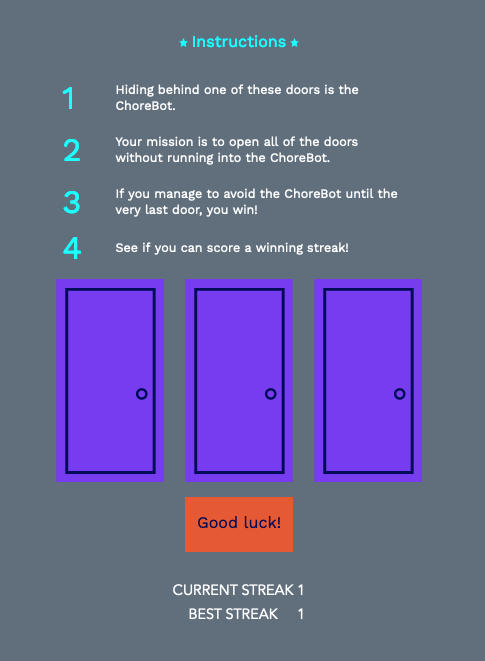 ★ Instructions ★
1
Hiding behind one of these doors is the
ChoreBot.
2
Your mission is to open all of the doors
without running into the ChoreBot.
3
If you manage to avoid the ChoreBot until the
very last door, you win!
4
See if you can score a winning streak!
Good luck!
CURRENT STREAK 1
BEST STREAK 1